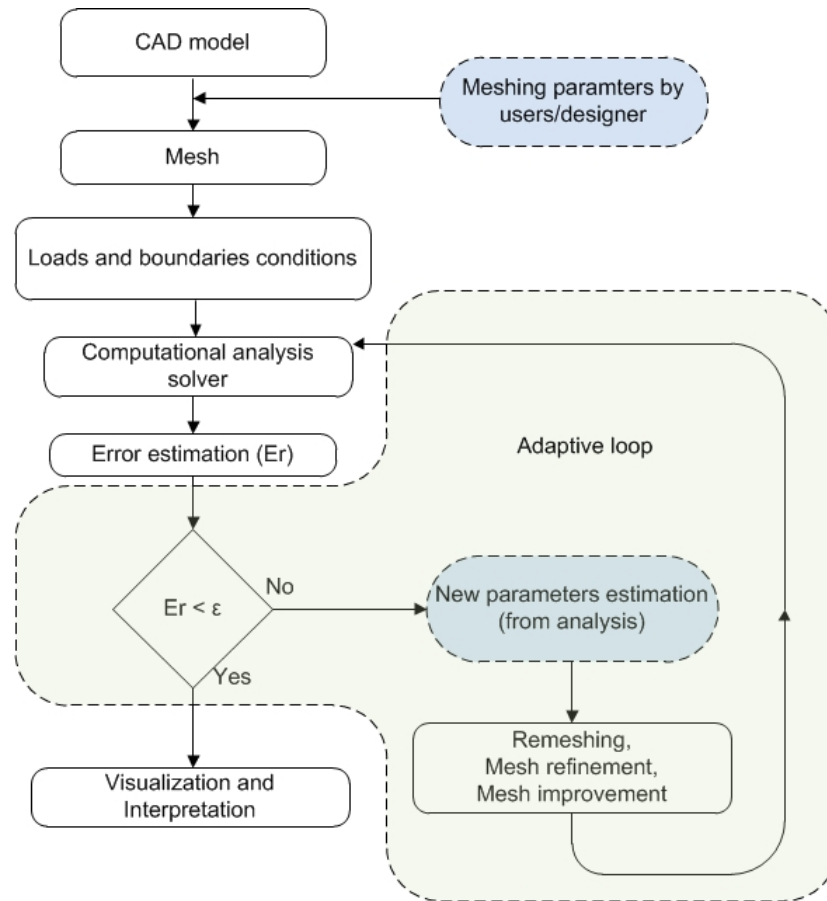 CAD model
Meshing paramters by
users/designer
Mesh
Loads and boundaries conditions
Computational analysis
solver
Error estimation (Er)
Adaptive loop
Er < ε
No
Yes
New parameters estimation
(from analysis)
Remeshing,
Mesh refinement,
Mesh improvement
Visualization and
Interpretation